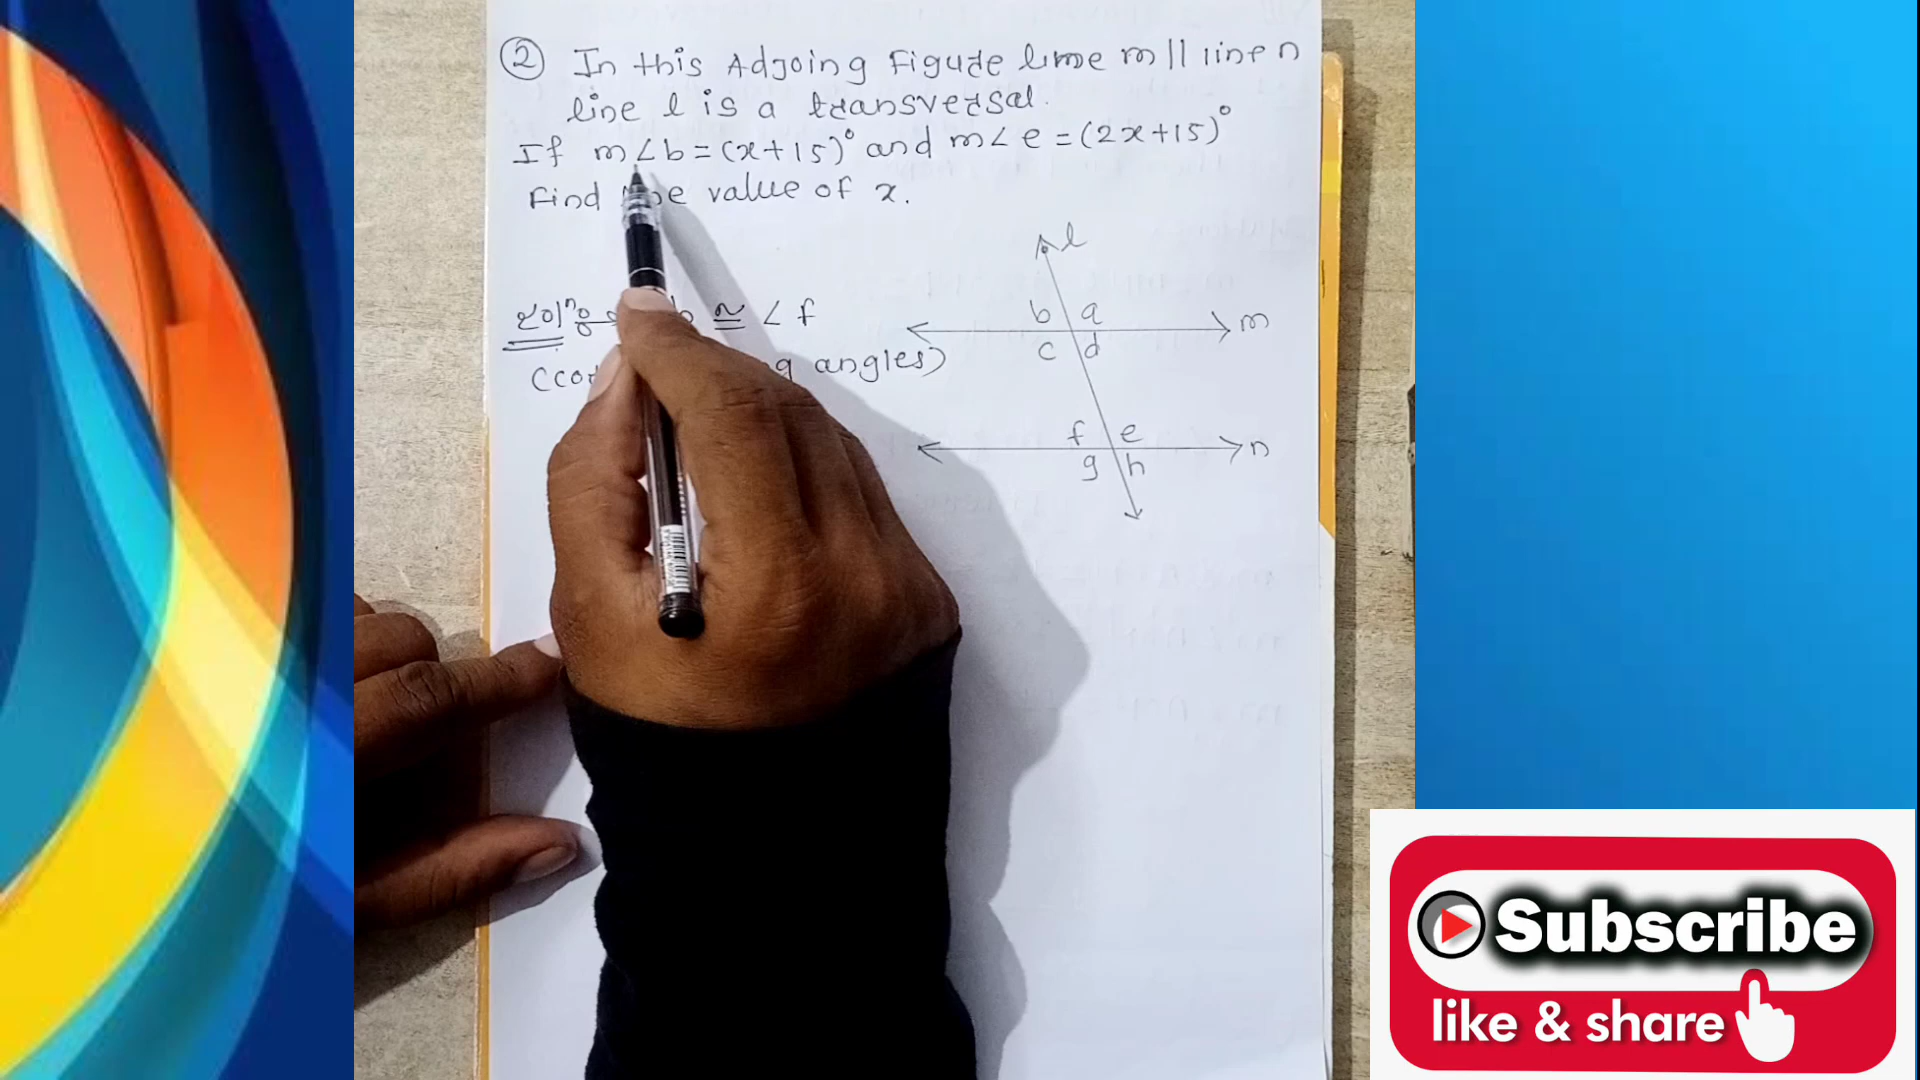 ② In this Adjoing Figure line m || line n
line l is a transversal.
If m∠b = (x+15)° and m∠e = (2x+15)°
Find value of x.
l
solⁿ: ≅ ∠f
angles)
b a m
c d
f e n
g h
Subscribe
like & share